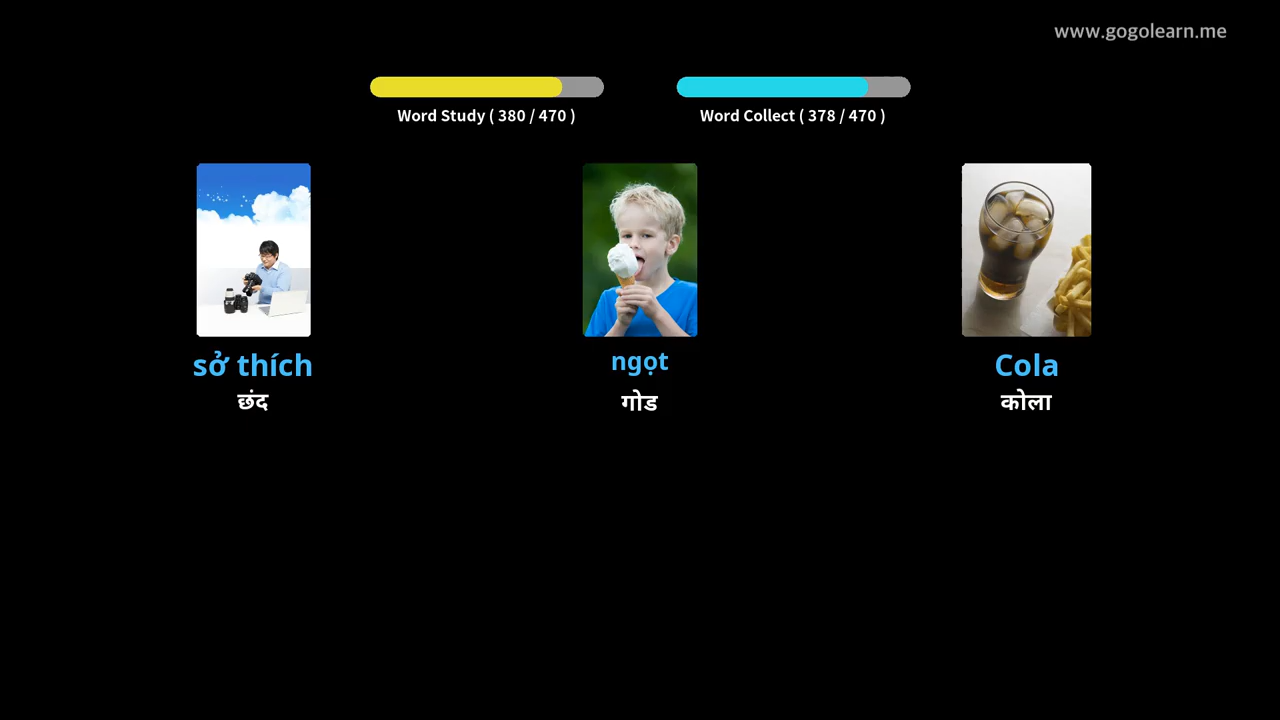 www.gogolearn.me
Word Study ( 380 / 470 )
Word Collect ( 378 / 470 )
sở thích
छंद
ngọt
गोड
Cola
कोला